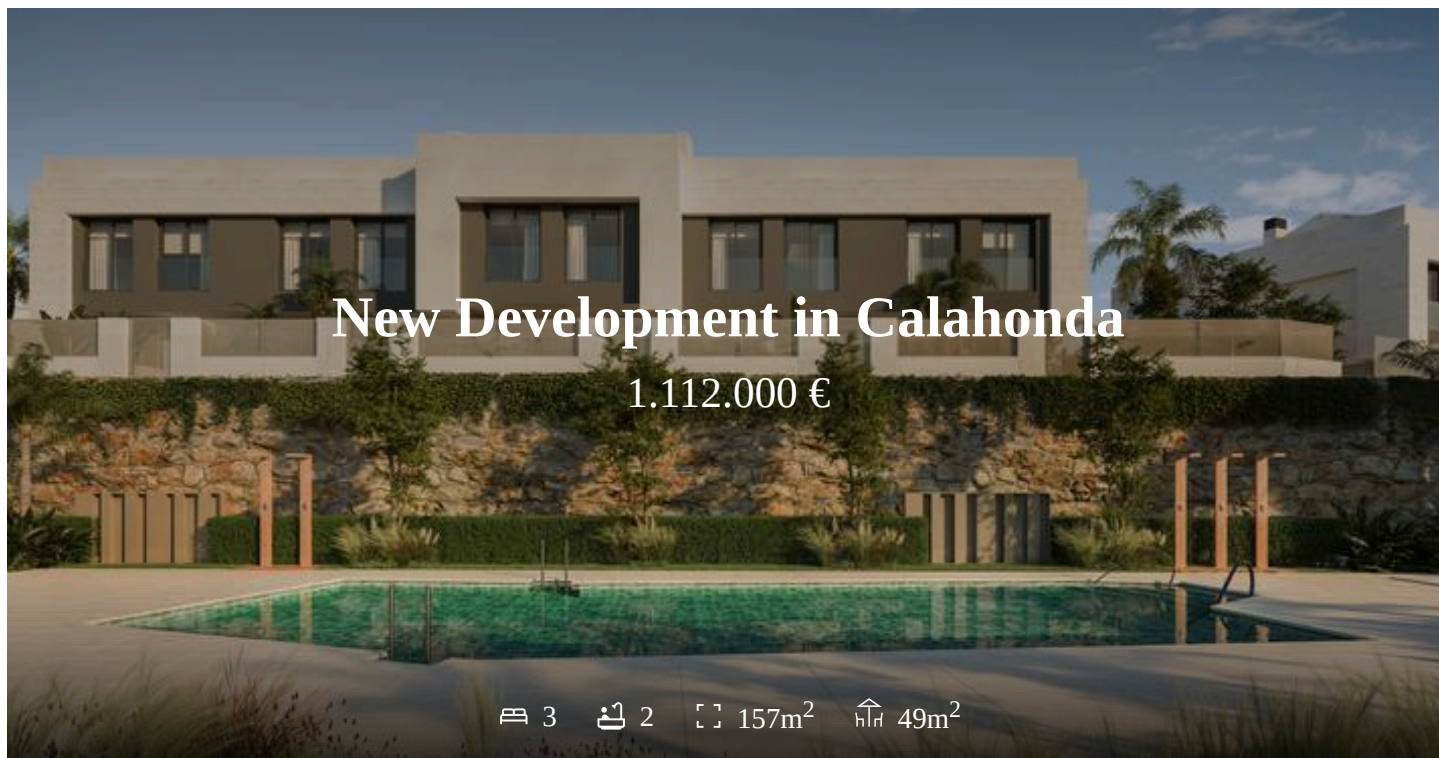 New Development in Calahonda
1.112.000 €
3 2 157m² 49m²